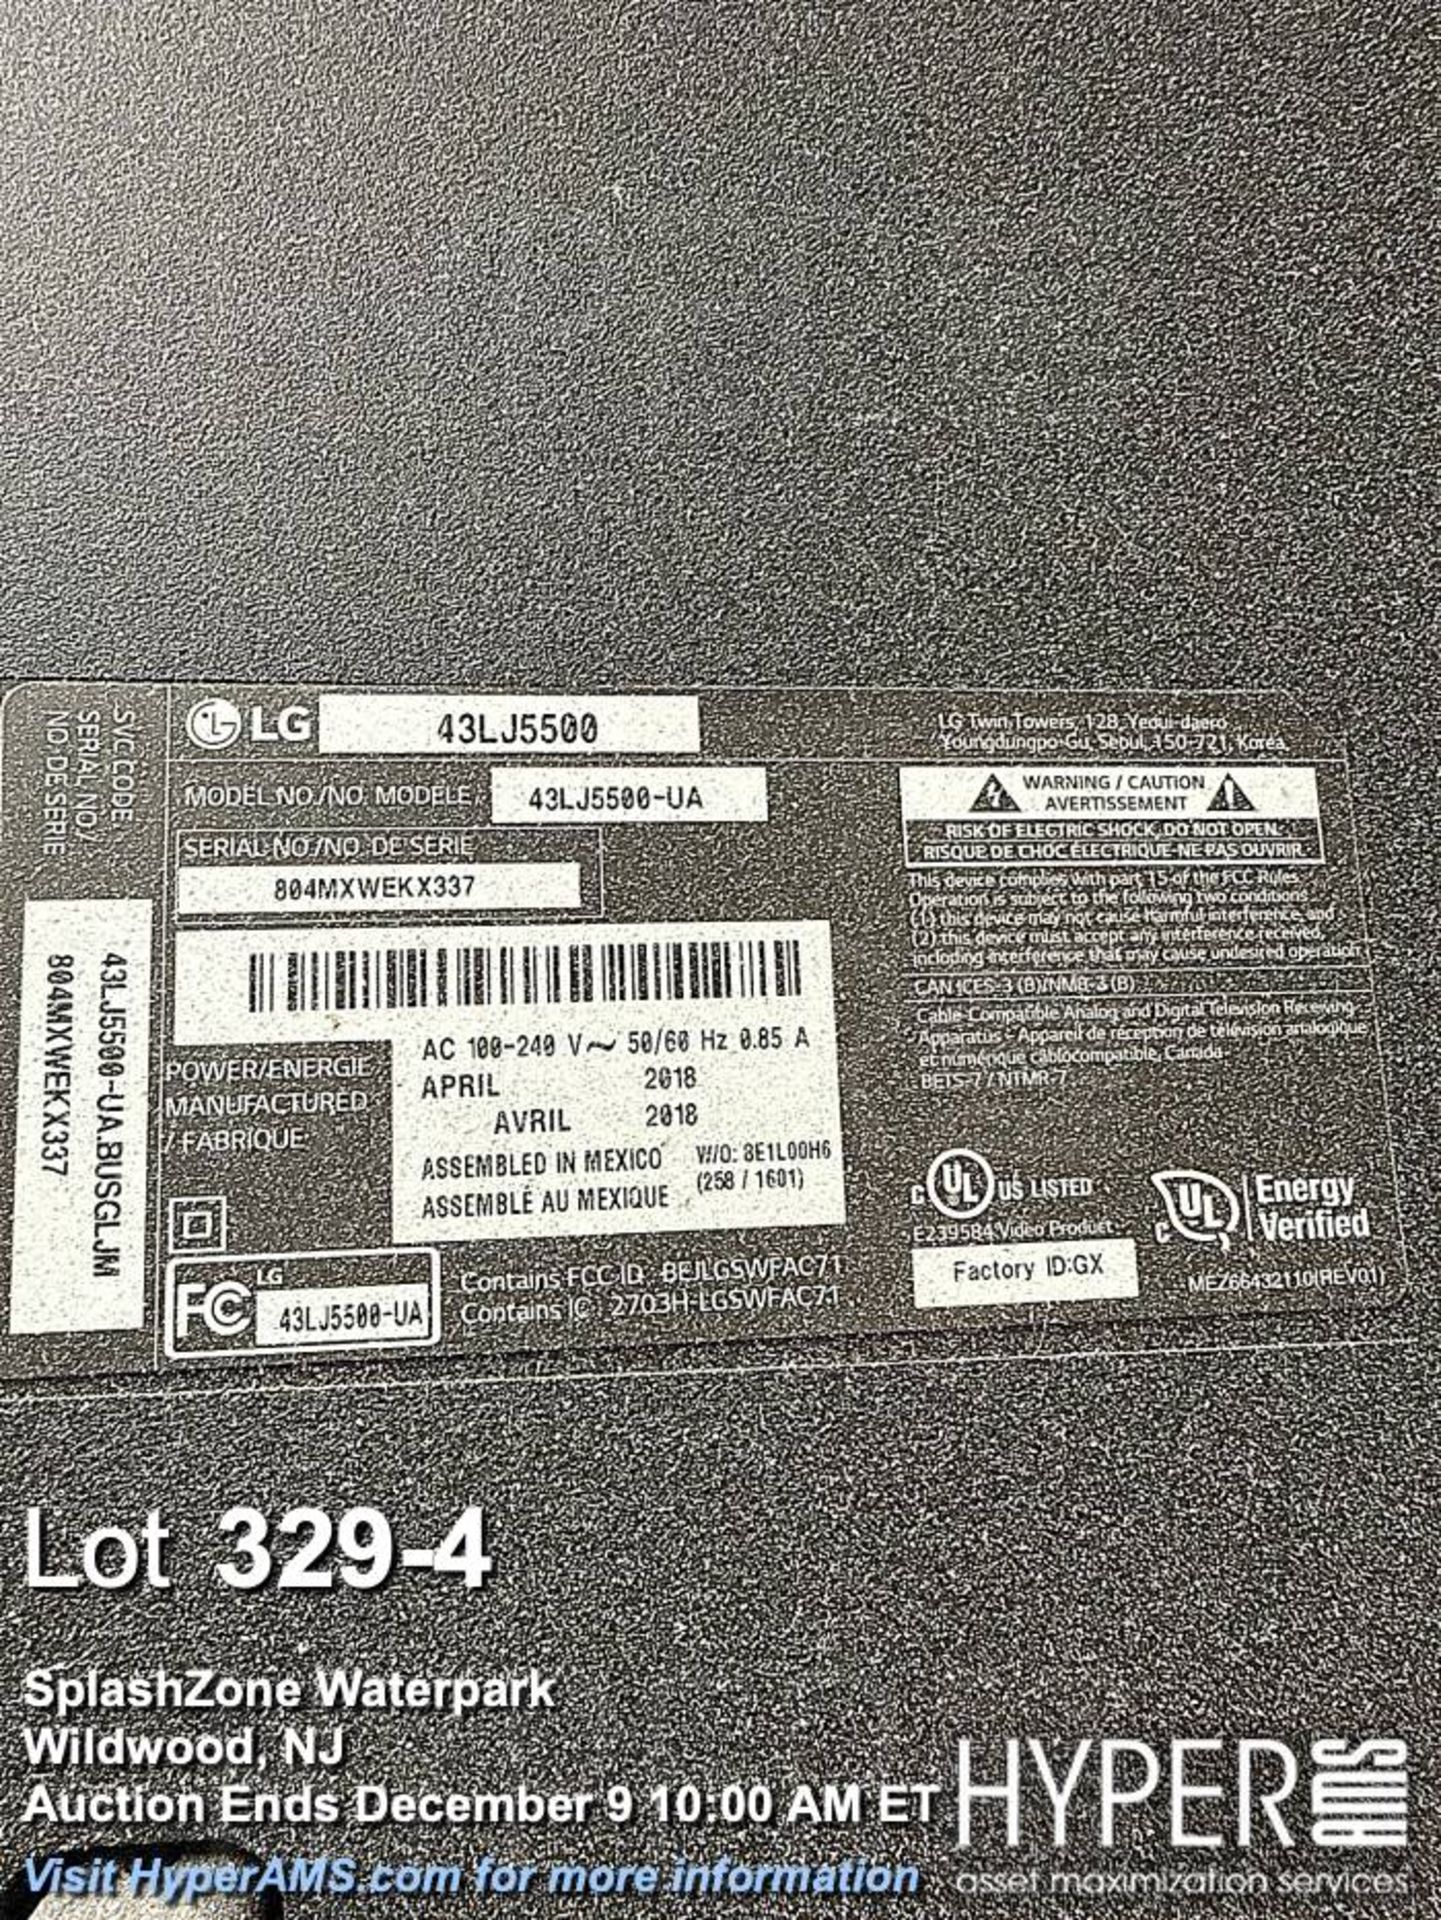 LG 43LJ5500
MODEL NO./NO. MODELE 43LJ5500-UA
SERIAL NO./NO. DE SERIE
804MXWEKX337
AC 100-240 V~ 50/60 Hz 0.85 A
POWER/ENERGIE
MANUFACTURED
/ FABRIQUÉ
APRIL 2018
AVRIL 2018
ASSEMBLED IN MEXICO W/O: 8E1L00H6
ASSEMBLÉ AU MEXIQUE (258 / 1601)
FC LG
43LJ5500-UA
Contains FCC ID : BEJLGSWFAC71
Contains IC : 2703H-LGSWFAC71
SVC CODE
SERIAL NO./
NO DE SERIE
43LJ5500-UA.BUSGLJM
804MXWEKX337
LG Twin Towers, 128, Yeoui-daero,
Youngdungpo-Gu, Seoul, 150-721, Korea
WARNING / CAUTION
AVERTISSEMENT
RISK OF ELECTRIC SHOCK, DO NOT OPEN.
RISQUE DE CHOC ÉLECTRIQUE-NE PAS OUVRIR.
This device complies with part 15 of the FCC Rules.
Operation is subject to the following two conditions
(1) this device may not cause harmful interference, and
(2) this device must accept any interference received,
including interference that may cause undesired operation.
CAN ICES-3 (B)/NMB-3 (B)
Cable Compatible Analog and Digital Television Receiving
Apparatus - Appareil de réception de télévision analogique
et numérique câblocompatible, Canada
BETS-7 / NTMR-7
C UL US LISTED
E239584 Video Product
Factory ID:GX
C UL Energy
Verified
MEZ66432110(REV01)
Lot 329-4
SplashZone Waterpark
Wildwood, NJ
Auction Ends December 9 10:00 AM ET
Visit HyperAMS.com for more information
HYPER AMS
asset maximization services